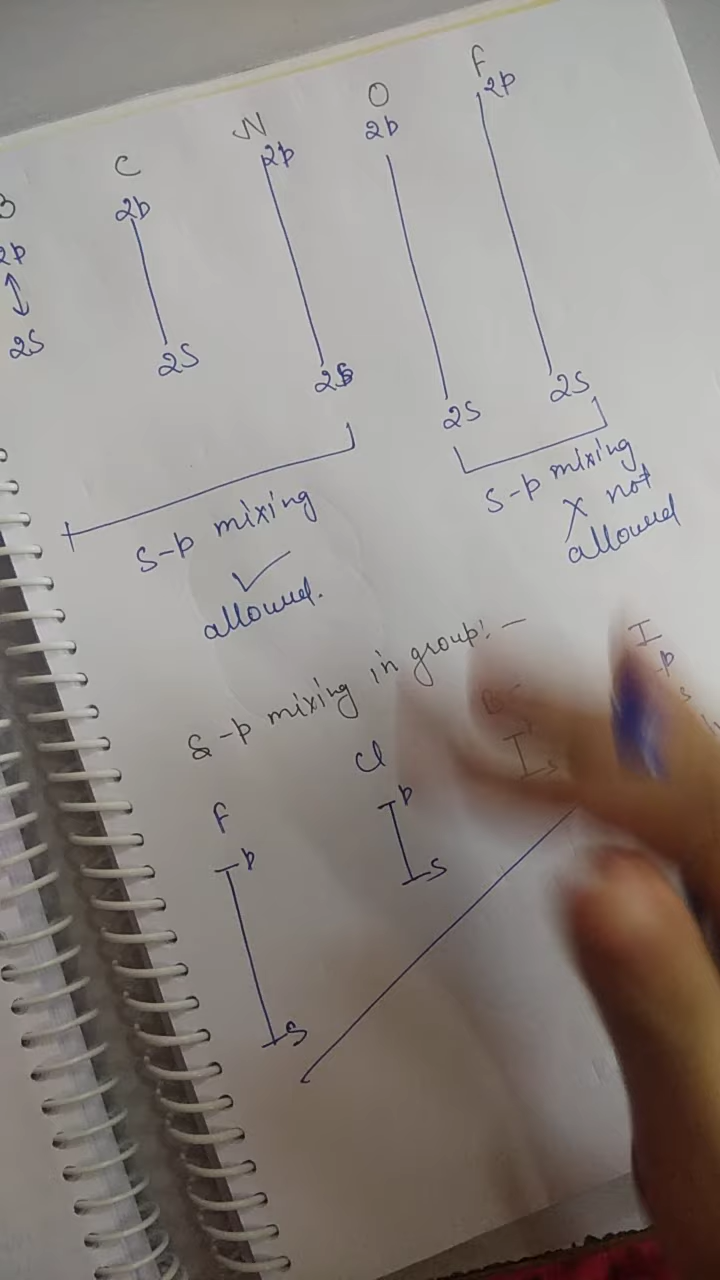 B C N O F
2p 2p 2p 2p 2p
2S 2S 2S 2S 2S
S-p mixing
allowed.
S-p mixing
X not
allowed
S-p mixing in group:-
F Cl I
p p p
S S S